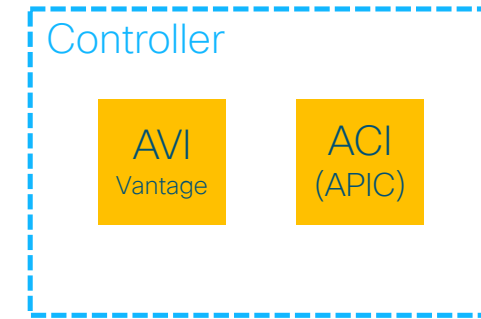 Controller
AVI
Vantage
ACI
(APIC)